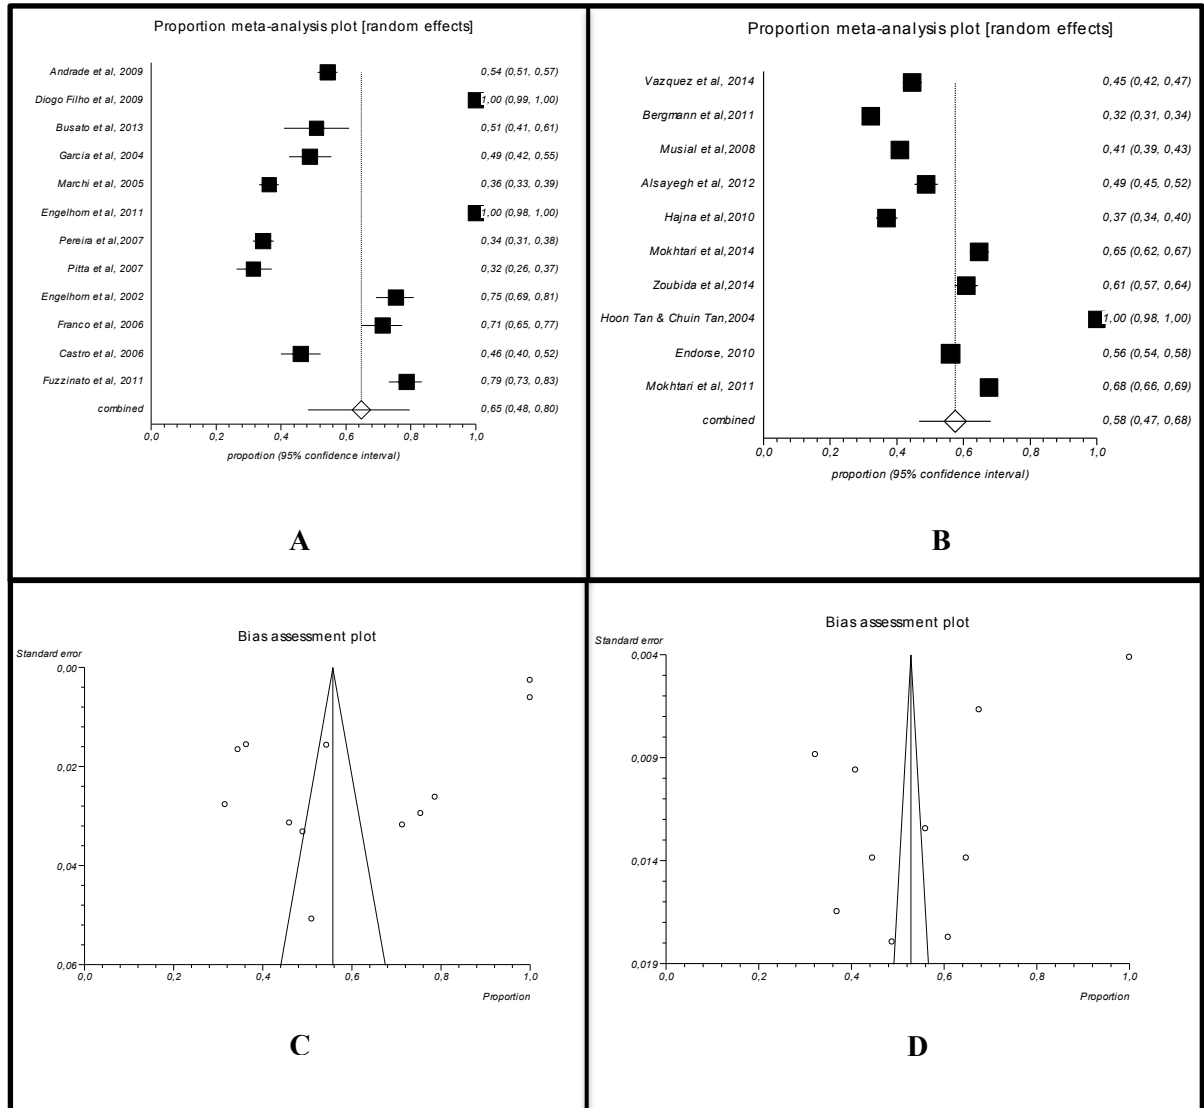 Proportion meta-analysis plot [random effects]
Andrade et al, 2009 0,54 (0,51, 0,57)
Diogo Filho et al, 2009 1,00 (0,99, 1,00)
Busato et al, 2013 0,51 (0,41, 0,61)
Garcia et al, 2004 0,49 (0,42, 0,55)
Marchi et al, 2005 0,36 (0,33, 0,39)
Engelhorn et al, 2011 1,00 (0,98, 1,00)
Pereira et al,2007 0,34 (0,31, 0,38)
Pitta et al, 2007 0,32 (0,26, 0,37)
Engelhorn et al, 2002 0,75 (0,69, 0,81)
Franco et al, 2006 0,71 (0,65, 0,77)
Castro et al, 2006 0,46 (0,40, 0,52)
Fuzzinato et al, 2011 0,79 (0,73, 0,83)
combined 0,65 (0,48, 0,80)
0,0 0,2 0,4 0,6 0,8 1,0
proportion (95% confidence interval)
A
Proportion meta-analysis plot [random effects]
Vazquez et al, 2014 0,45 (0,42, 0,47)
Bergmann et al,2011 0,32 (0,31, 0,34)
Musial et al,2008 0,41 (0,39, 0,43)
Alsayegh et al, 2012 0,49 (0,45, 0,52)
Hajna et al,2010 0,37 (0,34, 0,40)
Mokhtari et al,2014 0,65 (0,62, 0,67)
Zoubida et al,2014 0,61 (0,57, 0,64)
Hoon Tan & Chuin Tan,2004 1,00 (0,98, 1,00)
Endorse, 2010 0,56 (0,54, 0,58)
Mokhtari et al, 2011 0,68 (0,66, 0,69)
combined 0,58 (0,47, 0,68)
0,0 0,2 0,4 0,6 0,8 1,0
proportion (95% confidence interval)
B
Bias assessment plot
Standard error
0,00
0,02
0,04
0,06
0,0 0,2 0,4 0,6 0,8 1,0
Proportion
C
Bias assessment plot
Standard error
0,004
0,009
0,014
0,019
0,0 0,2 0,4 0,6 0,8 1,0
Proportion
D